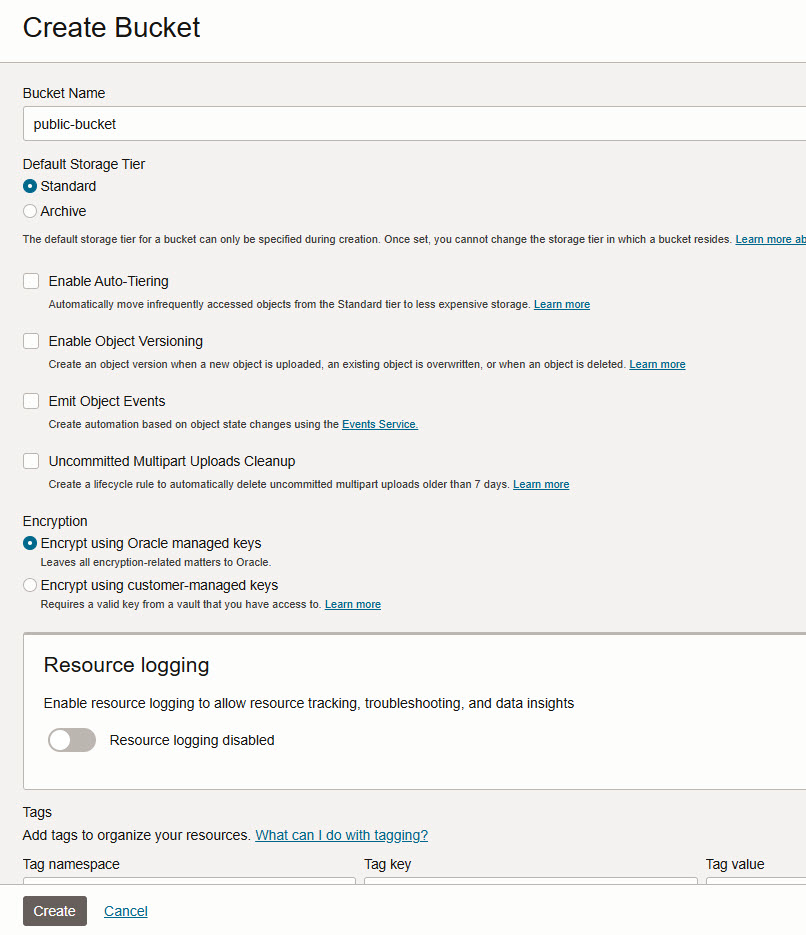 Create Bucket
Bucket Name
public-bucket
Default Storage Tier
Standard
Archive
The default storage tier for a bucket can only be specified during creation. Once set, you cannot change the storage tier in which a bucket resides. Learn more ab
Enable Auto-Tiering
Automatically move infrequently accessed objects from the Standard tier to less expensive storage. Learn more
Enable Object Versioning
Create an object version when a new object is uploaded, an existing object is overwritten, or when an object is deleted. Learn more
Emit Object Events
Create automation based on object state changes using the Events Service.
Uncommitted Multipart Uploads Cleanup
Create a lifecycle rule to automatically delete uncommitted multipart uploads older than 7 days. Learn more
Encryption
Encrypt using Oracle managed keys
Leaves all encryption-related matters to Oracle.
Encrypt using customer-managed keys
Requires a valid key from a vault that you have access to. Learn more
Resource logging
Enable resource logging to allow resource tracking, troubleshooting, and data insights
Resource logging disabled
Tags
Add tags to organize your resources. What can I do with tagging?
Tag namespace Tag key Tag value
Create Cancel